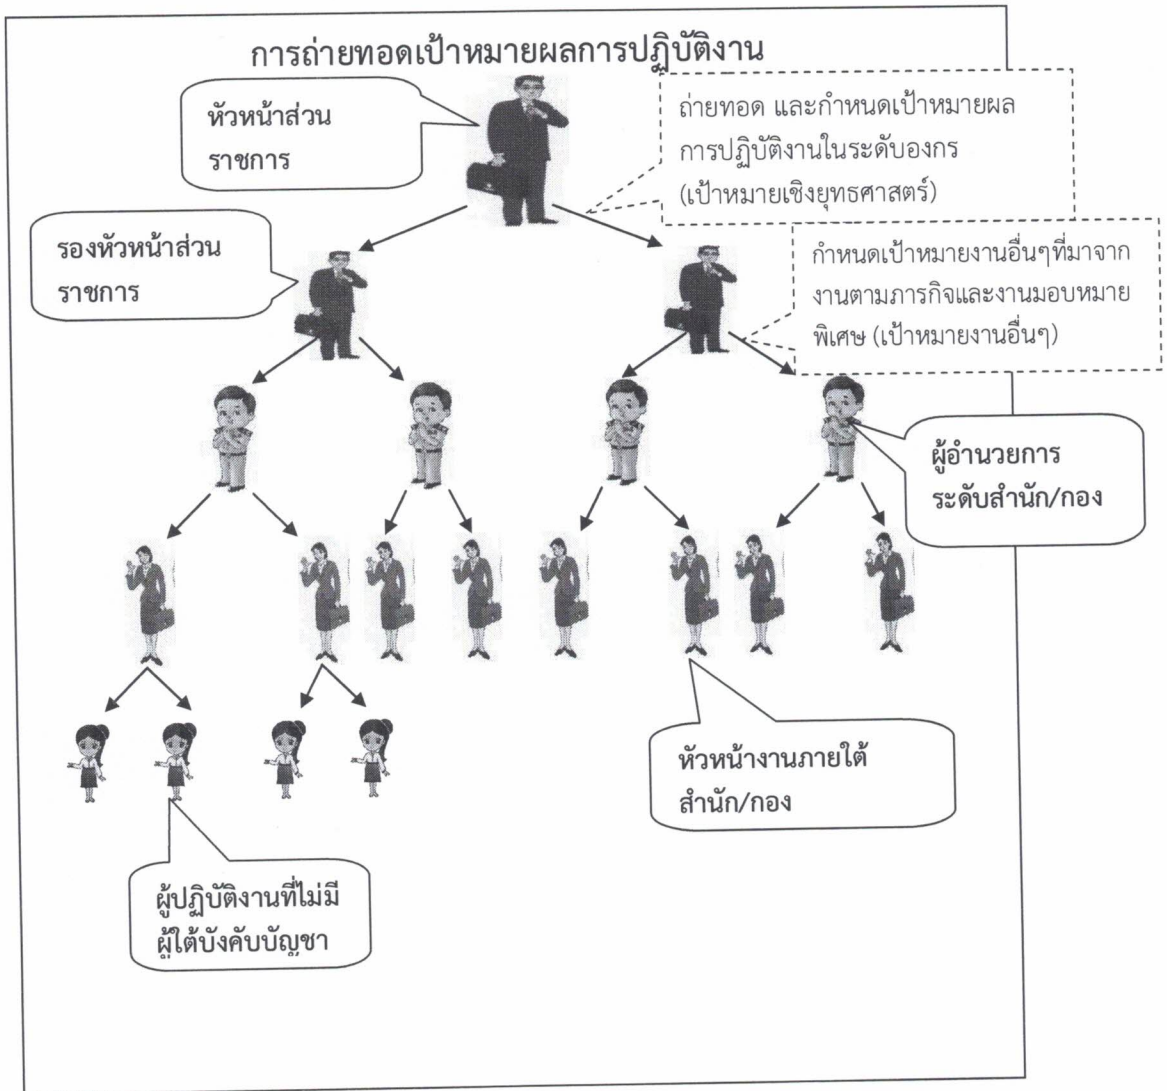 การถ่ายทอดเป้าหมายผลการปฏิบัติงาน
หัวหน้าส่วน
ราชการ
ถ่ายทอด และกำหนดเป้าหมายผล
การปฏิบัติงานในระดับองกร
(เป้าหมายเชิงยุทธศาสตร์)
รองหัวหน้าส่วน
ราชการ
กำหนดเป้าหมายงานอื่นๆที่มาจาก
งานตามภารกิจและงานมอบหมาย
พิเศษ (เป้าหมายงานอื่นๆ)
ผู้อำนวยการ
ระดับสำนัก/กอง
หัวหน้างานภายใต้
สำนัก/กอง
ผู้ปฏิบัติงานที่ไม่มี
ผู้ใต้บังคับบัญชา